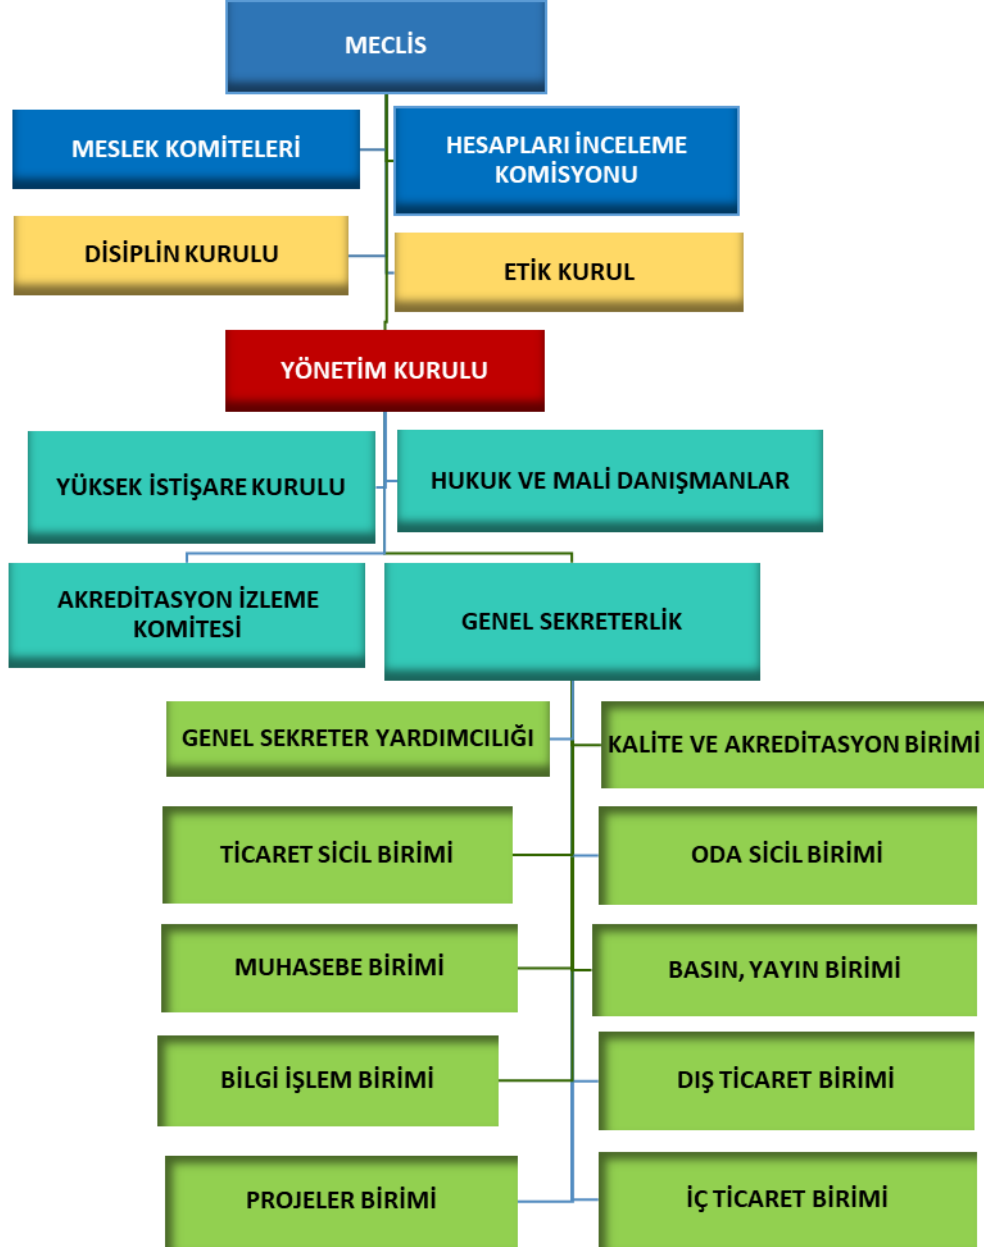 MECLİS
MESLEK KOMİTELERİ
HESAPLARI İNCELEME
KOMİSYONU
DİSİPLİN KURULU
ETİK KURUL
YÖNETİM KURULU
YÜKSEK İSTİŞARE KURULU
HUKUK VE MALİ DANIŞMANLAR
AKREDİTASYON İZLEME
KOMİTESİ
GENEL SEKRETERLİK
GENEL SEKRETER YARDIMCILIĞI
KALİTE VE AKREDİTASYON BİRİMİ
TİCARET SİCİL BİRİMİ
ODA SİCİL BİRİMİ
MUHASEBE BİRİMİ
BASIN, YAYIN BİRİMİ
BİLGİ İŞLEM BİRİMİ
DIŞ TİCARET BİRİMİ
PROJELER BİRİMİ
İÇ TİCARET BİRİMİ